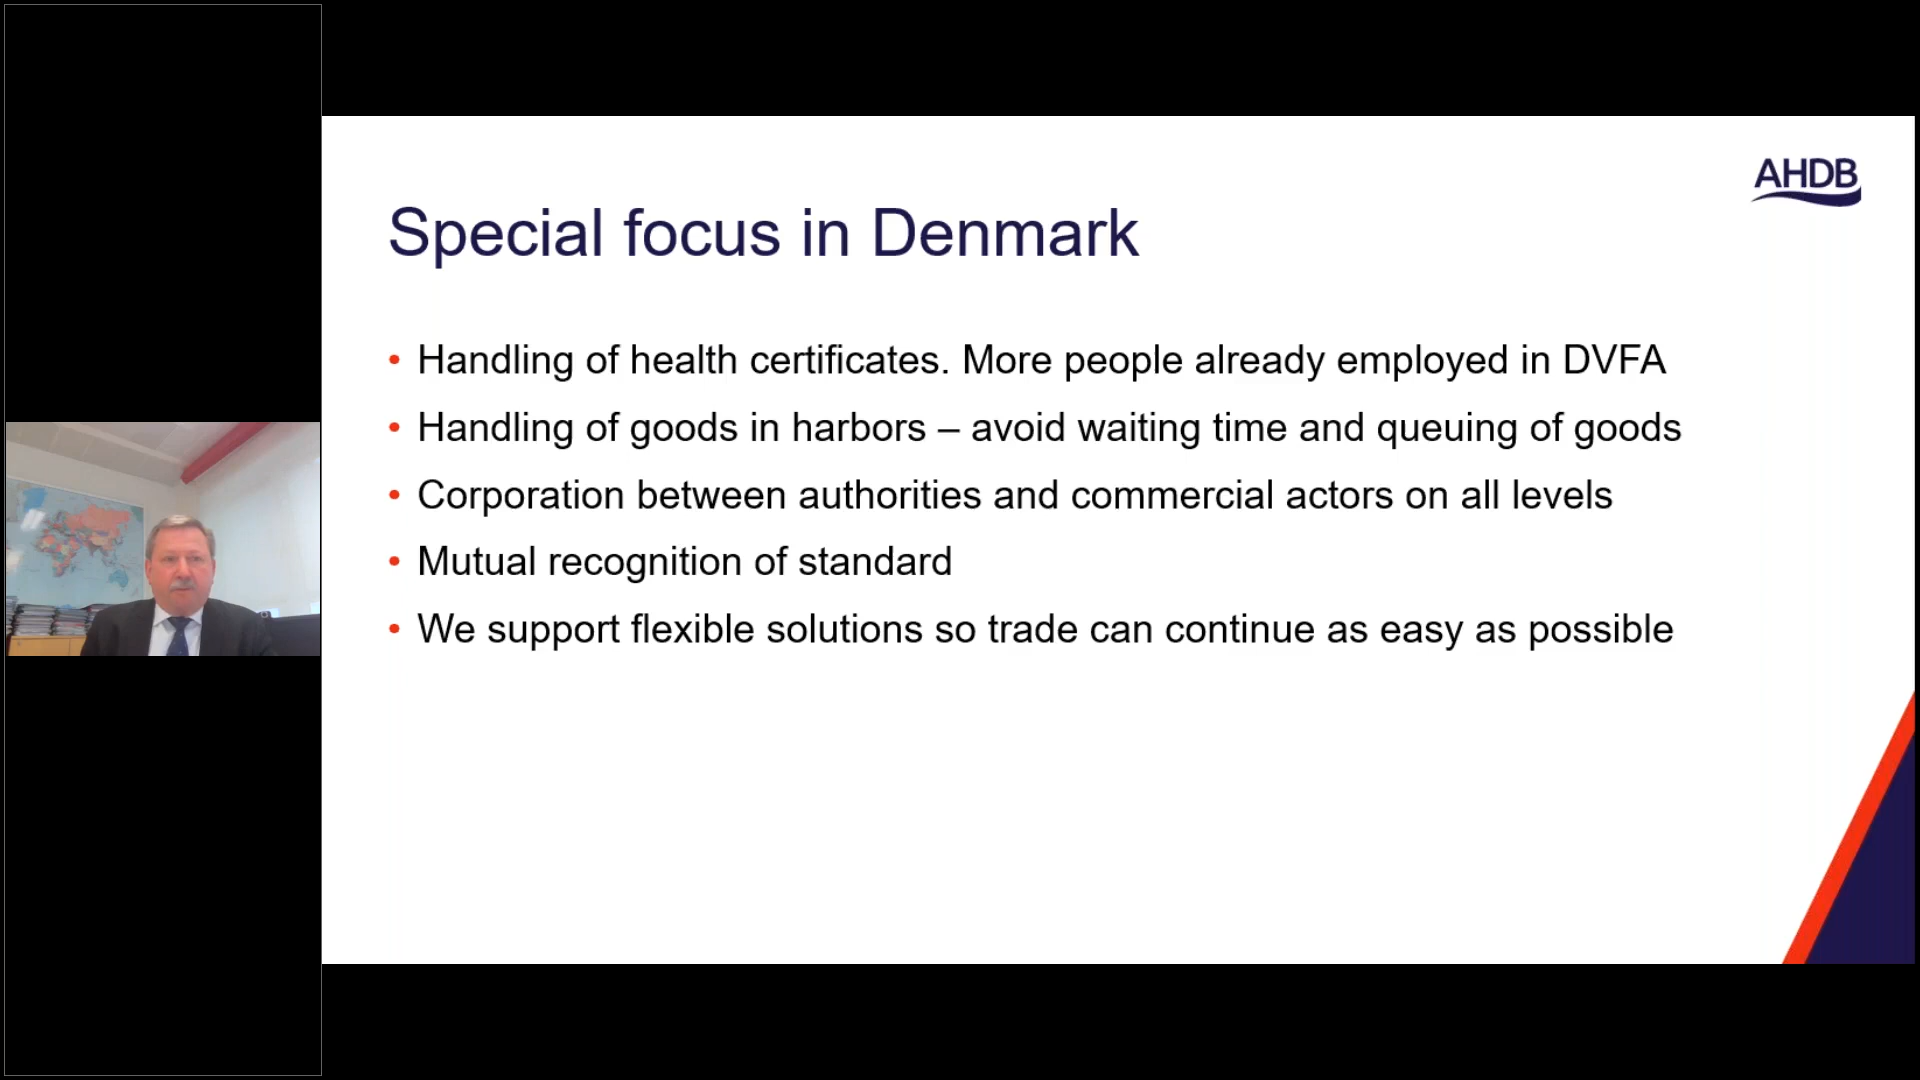 AHDB
Special focus in Denmark
• Handling of health certificates. More people already employed in DVFA
• Handling of goods in harbors – avoid waiting time and queuing of goods
• Corporation between authorities and commercial actors on all levels
• Mutual recognition of standard
• We support flexible solutions so trade can continue as easy as possible